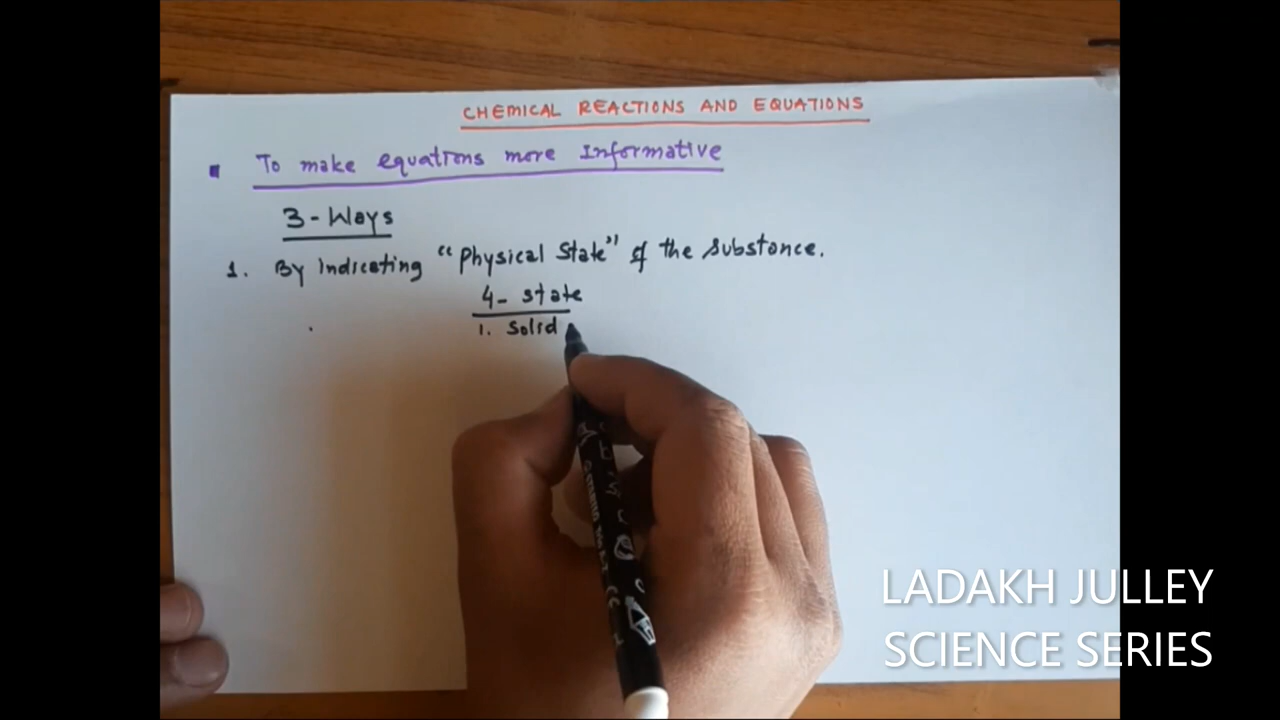 CHEMICAL REACTIONS AND EQUATIONS
To make equations more Informative
3-Ways
1. By indicating "Physical State" of the substance.
4- state
1. Solid
LADAKH JULLEY
SCIENCE SERIES